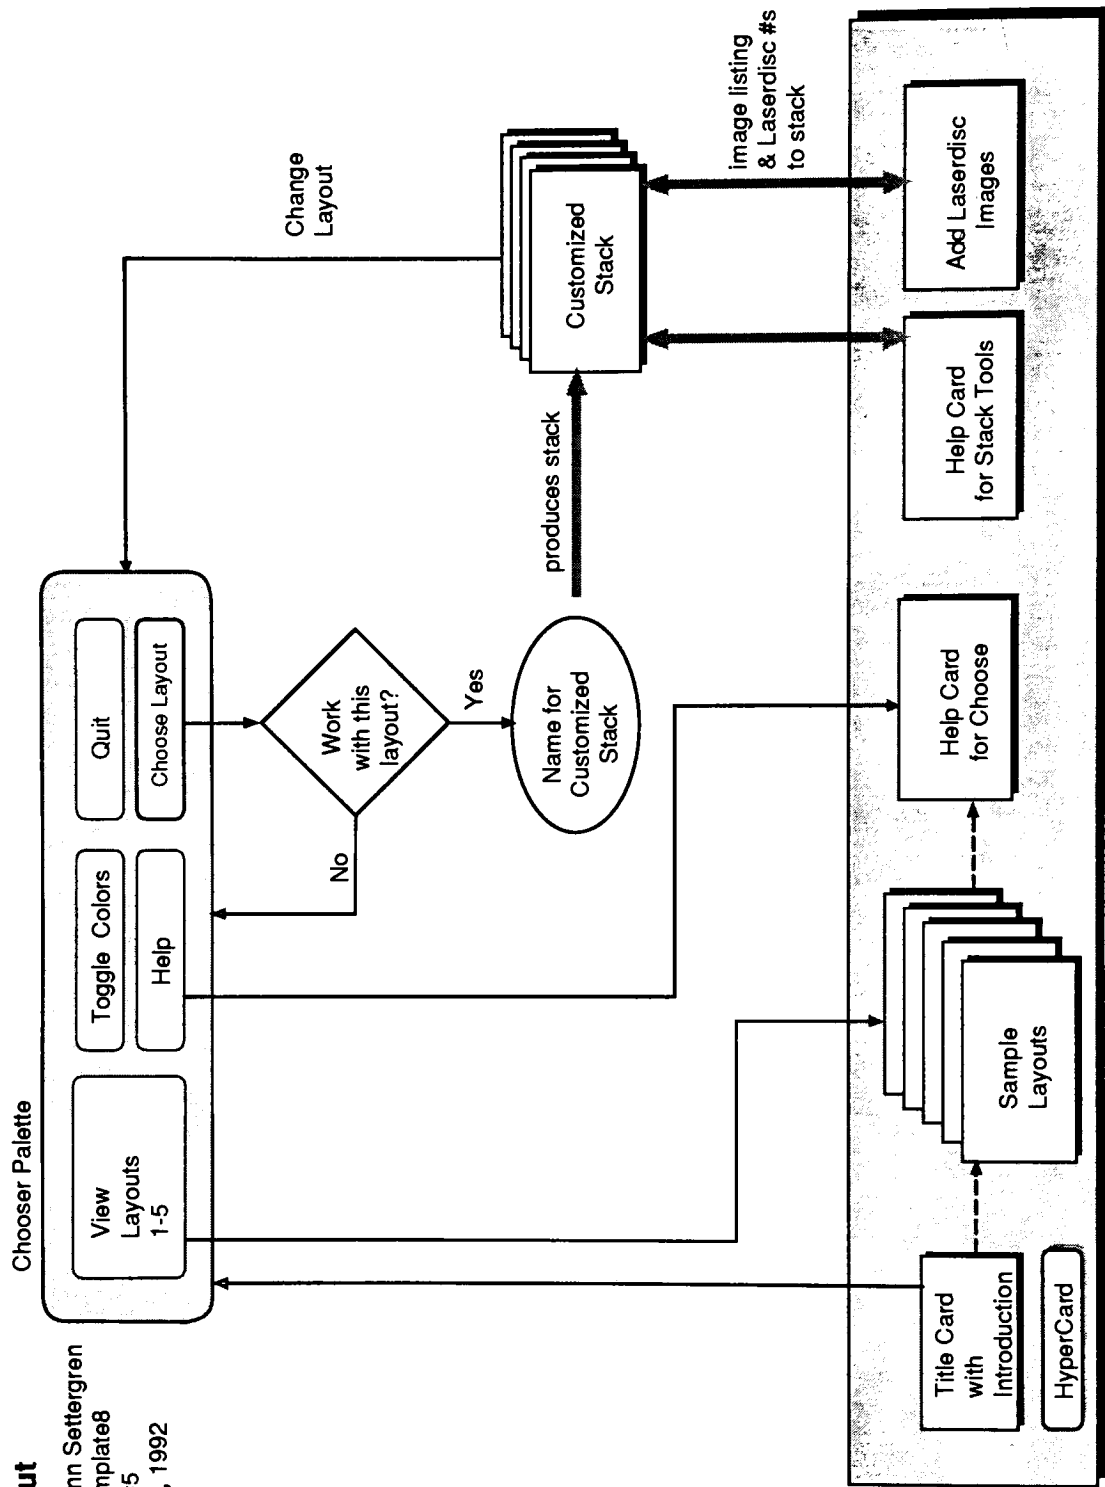 ut
nn Settergren
mplate8
5
, 1992
Chooser Palette
View
Layouts
1-5
Toggle Colors
Help
Quit
Choose Layout
No
Work
with this
layout?
Yes
Name for
Customized
Stack
produces stack
Customized
Stack
Change
Layout
image listing
& Laserdisc #s
to stack
Title Card
with
Introduction
HyperCard
Sample
Layouts
Help Card
for Choose
Help Card
for Stack Tools
Add Laserdisc
Images